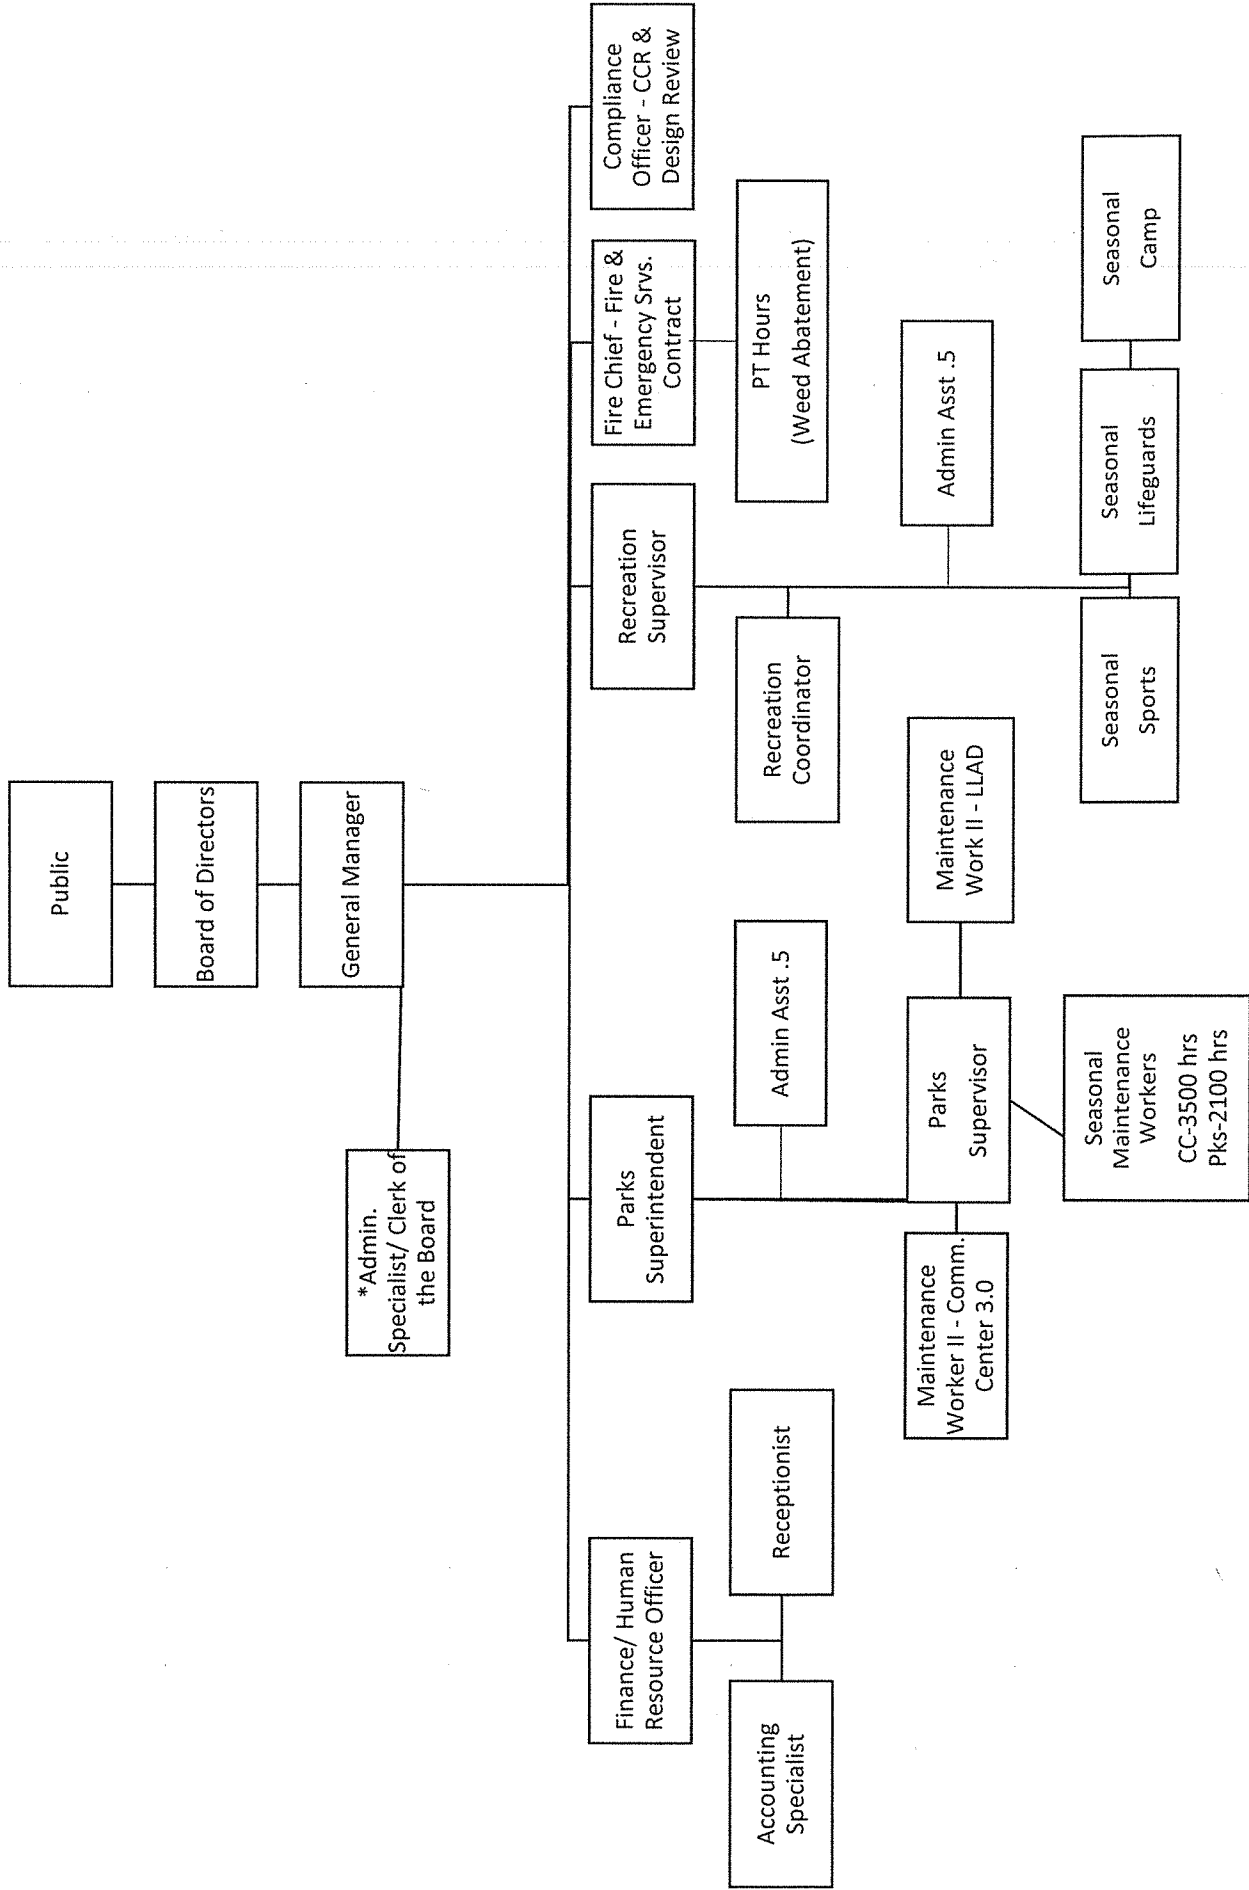 Public
Board of Directors
General Manager
*Admin.
Specialist/ Clerk of
the Board
Finance/ Human
Resource Officer
Parks
Superintendent
Recreation
Supervisor
Fire Chief - Fire &
Emergency Srvs.
Contract
Compliance
Officer - CCR &
Design Review
Accounting
Specialist
Receptionist
Admin Asst .5
Recreation
Coordinator
PT Hours
(Weed Abatement)
Maintenance
Worker II - Comm.
Center 3.0
Parks
Supervisor
Maintenance
Work II - LLAD
Admin Asst .5
Seasonal
Maintenance
Workers
CC-3500 hrs
Pks-2100 hrs
Seasonal
Sports
Seasonal
Lifeguards
Seasonal
Camp